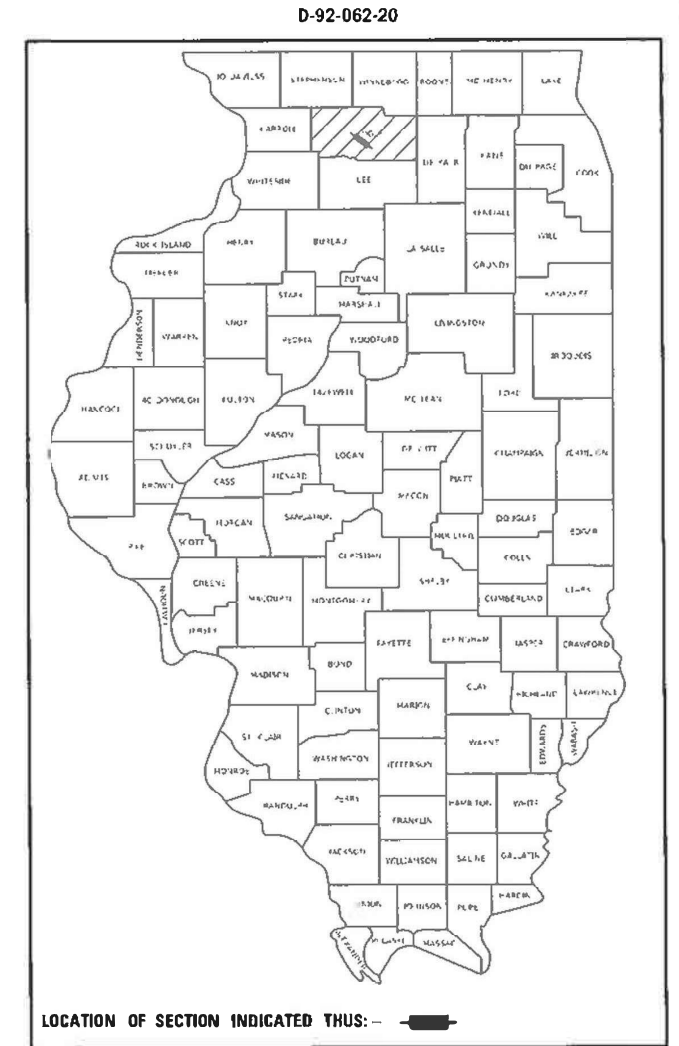 D-92-062-20
STEPHENSON WINNEBAGO BOONE MC HENRY LAKE
CARROLL
DE KALB KANE DU PAGE COOK
WHITESIDE LEE
KENDALL
ROCK ISLAND HENRY BUREAU LA SALLE WILL
MERCER PUTNAM GRUNDY
STARK KANKAKEE
MARSHALL
HENDERSON WARREN KNOX PEORIA WOODFORD LIVINGSTON
IROQUOIS
HANCOCK FULTON TAZEWELL MC LEAN FORD
MASON
SCHUYLER LOGAN DE WITT CHAMPAIGN VERMILION
ADAMS BROWN CASS MENARD PIATT
MACON
MORGAN SANGAMON DOUGLAS EDGAR
PIKE SCOTT MOULTRIE
CHRISTIAN COLES
GREENE SHELBY
CALHOUN MACOUPIN MONTGOMERY CUMBERLAND CLARK
JERSEY FAYETTE EFFINGHAM JASPER CRAWFORD
MADISON BOND
CLAY RICHLAND LAWRENCE
CLINTON MARION
ST. CLAIR WAYNE EDWARDS WABASH
WASHINGTON JEFFERSON
MONROE
RANDOLPH PERRY HAMILTON WHITE
FRANKLIN
JACKSON WILLIAMSON SALINE GALLATIN
UNION JOHNSON POPE HARDIN
ALEXANDER MASSAC
LOCATION OF SECTION INDICATED THUS: –